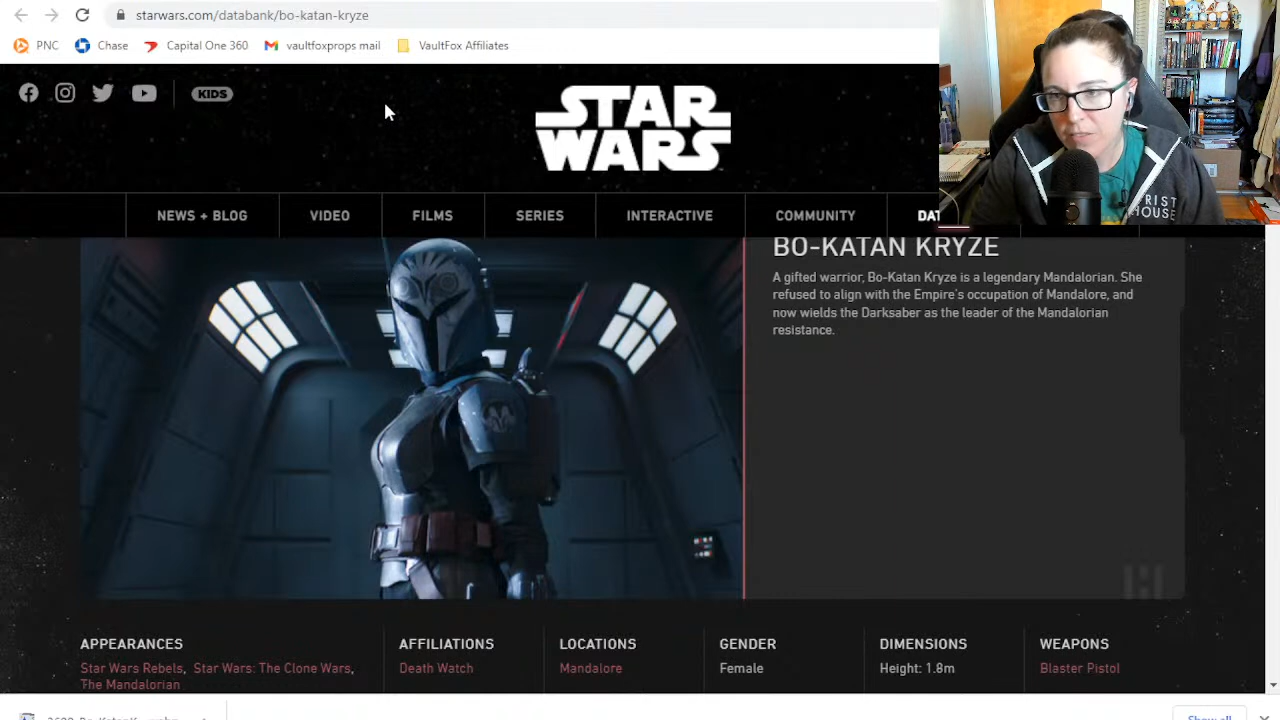 starwars.com/databank/bo-katan-kryze
PNC Chase Capital One 360 vaultfoxprops mail VaultFox Affiliates
KIDS
STAR
WARS
NEWS + BLOG VIDEO FILMS SERIES INTERACTIVE COMMUNITY
BO-KATAN KRYZE
A gifted warrior, Bo-Katan Kryze is a legendary Mandalorian. She
refused to align with the Empire's occupation of Mandalore, and
now wields the Darksaber as the leader of the Mandalorian
resistance.
APPEARANCES AFFILIATIONS LOCATIONS GENDER DIMENSIONS WEAPONS
Star Wars Rebels, Star Wars: The Clone Wars, Death Watch Mandalore Female Height: 1.8m Blaster Pistol
The Mandalorian
Show all